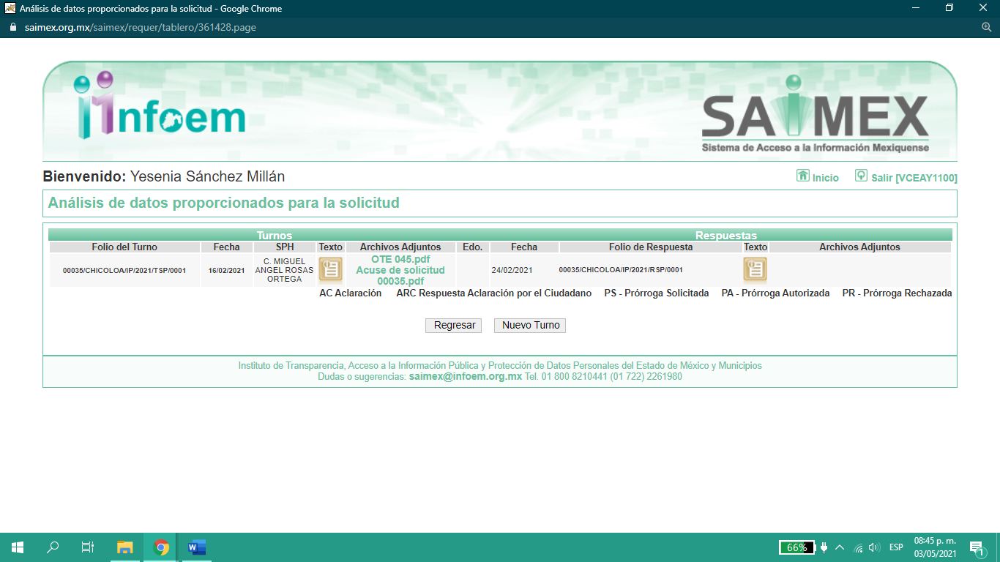 Análisis de datos proporcionados para la solicitud - Google Chrome
saimex.org.mx/saimex/requer/tablero/361428.page
infoem
SAIMEX
Sistema de Acceso a la Información Mexiquense
Bienvenido: Yesenia Sánchez Millán
Inicio Salir [VCEAY1100]
Análisis de datos proporcionados para la solicitud
Turnos Respuestas
Folio del Turno Fecha SPH Texto Archivos Adjuntos Edo. Fecha Folio de Respuesta Texto Archivos Adjuntos
00035/CHICOLOA/IP/2021/TSP/0001 16/02/2021 C. MIGUEL ANGEL ROSAS ORTEGA OTE 045.pdf Acuse de solicitud 00035.pdf 24/02/2021 00035/CHICOLOA/IP/2021/RSP/0001
AC Aclaración ARC Respuesta Aclaración por el Ciudadano PS - Prórroga Solicitada PA - Prórroga Autorizada PR - Prórroga Rechazada
Regresar Nuevo Turno
Instituto de Transparencia, Acceso a la Información Pública y Protección de Datos Personales del Estado de México y Municipios
Dudas o sugerencias: saimex@infoem.org.mx Tel. 01 800 8210441 (01 722) 2261980
66% ESP 08:45 p. m.
03/05/2021
1